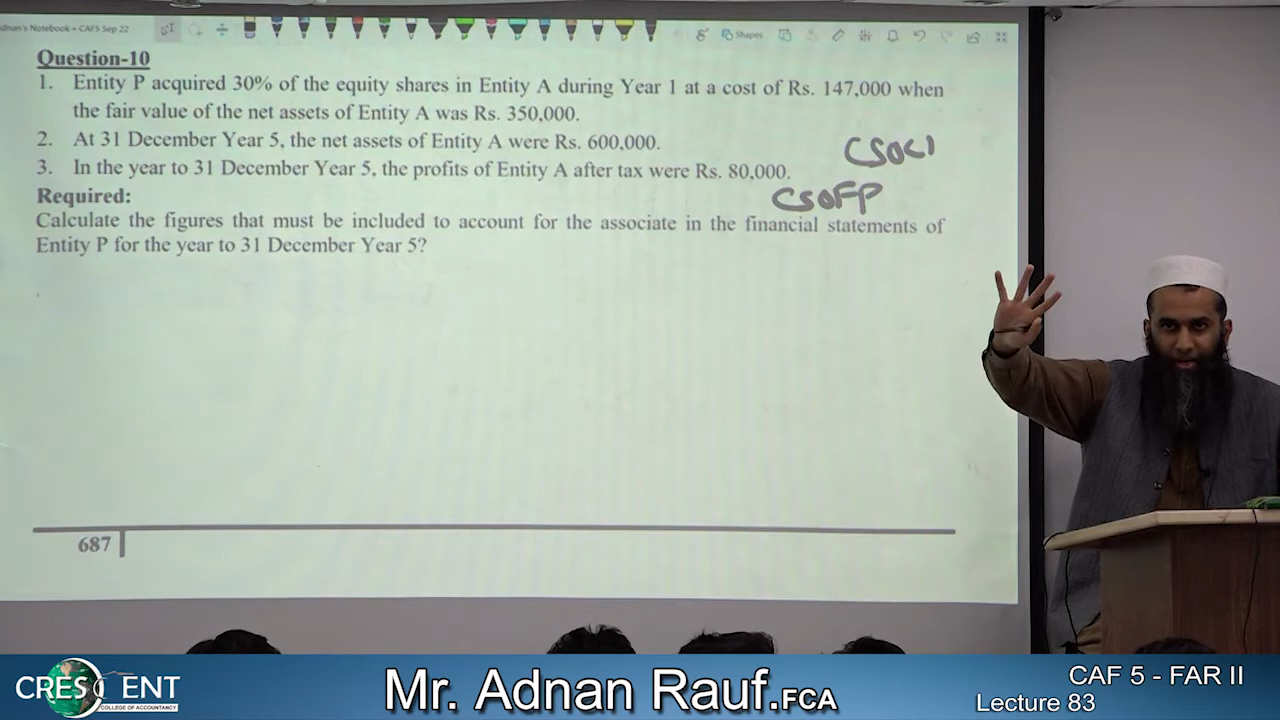 adnan's Notebook • CAF5 Sep 22
Shapes
Question-10
1. Entity P acquired 30% of the equity shares in Entity A during Year 1 at a cost of Rs. 147,000 when
the fair value of the net assets of Entity A was Rs. 350,000.
2. At 31 December Year 5, the net assets of Entity A were Rs. 600,000.
3. In the year to 31 December Year 5, the profits of Entity A after tax were Rs. 80,000.
CSOCI
Required:
CSOFP
Calculate the figures that must be included to account for the associate in the financial statements of
Entity P for the year to 31 December Year 5?
687
CRESCENT
COLLEGE OF ACCOUNTANCY
Mr. Adnan Rauf.FCA
CAF 5 - FAR II
Lecture 83